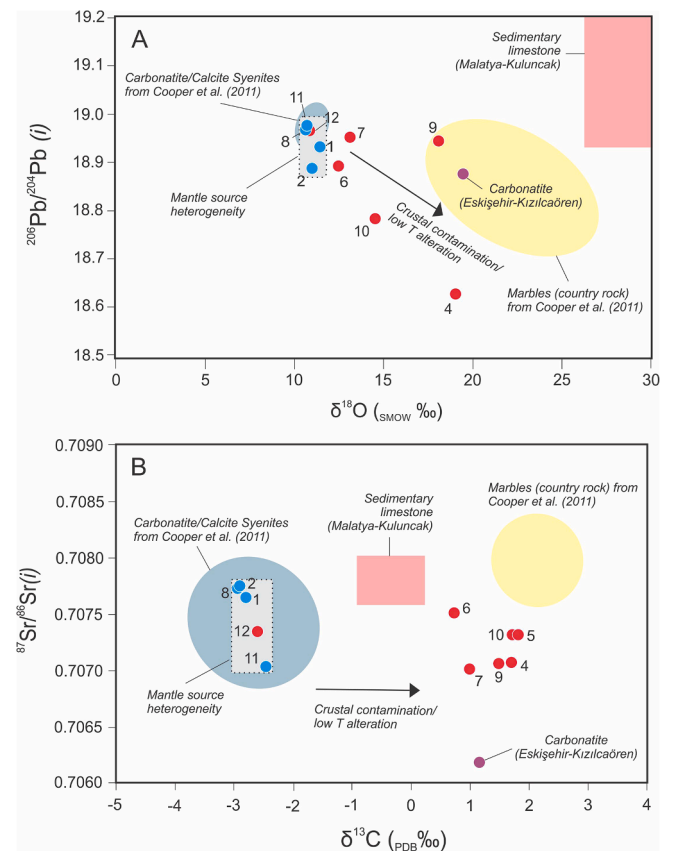 A
19.2
19.1
19.0
18.9
18.8
19.2
18.6
18.5
²⁰⁶Pb/²⁰⁴Pb (i)
Sedimentary
limestone
(Malatya-Kuluncak)
Carbonatite/Calcite Syenites
from Cooper et al. (2011)
11
12
8
1
2
7
6
9
10
4
Mantle source
heterogeneity
Carbonatite
(Eskişehir-Kızılcaören)
Crustal contamination/
low T alteration
Marbles (country rock)
from Cooper et al. (2011)
0
5
10
15
20
25
30
δ¹⁸O (SMOW ‰)
B
0.7090
0.7085
0.7080
0.7075
0.7070
0.7065
0.7060
⁸⁷Sr/⁸⁶Sr(i)
Marbles (country rock) from
Cooper et al. (2011)
Sedimentary
limestone
(Malatya-Kuluncak)
Carbonatite/Calcite Syenites
from Cooper et al. (2011)
2
8
1
12
11
6
10
5
9
4
7
Mantle source
heterogeneity
Crustal contamination/
low T alteration
Carbonatite
(Eskişehir-Kızılcaören)
-5
-4
-3
-2
-1
0
1
2
3
4
δ¹³C (PDB‰)